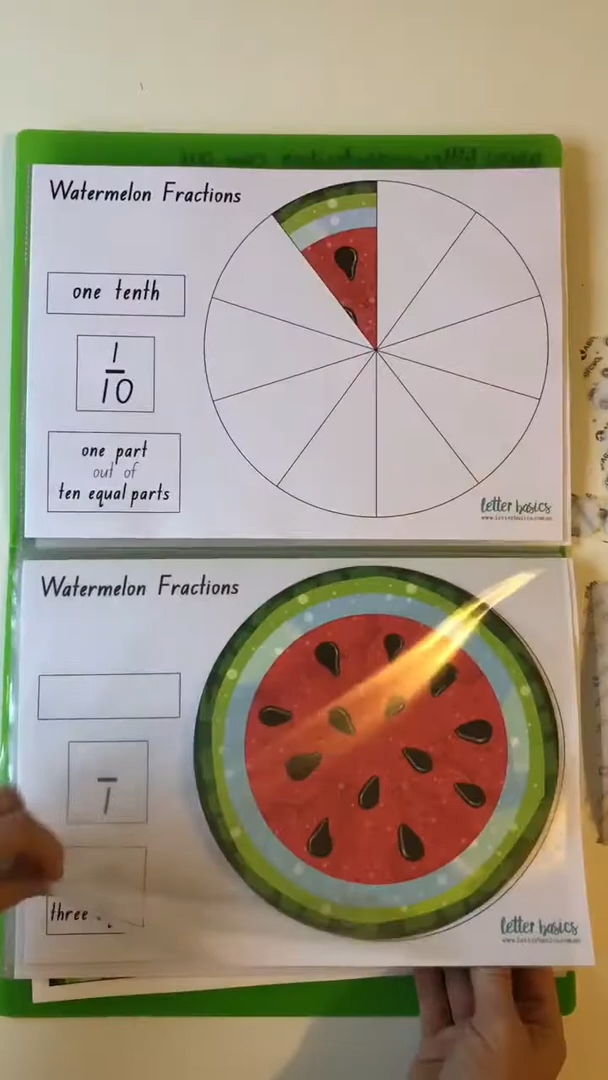 Watermelon Fractions
one tenth
1
10
one part
out of
ten equal parts
letter basics
Watermelon Fractions
1
three
letter basics